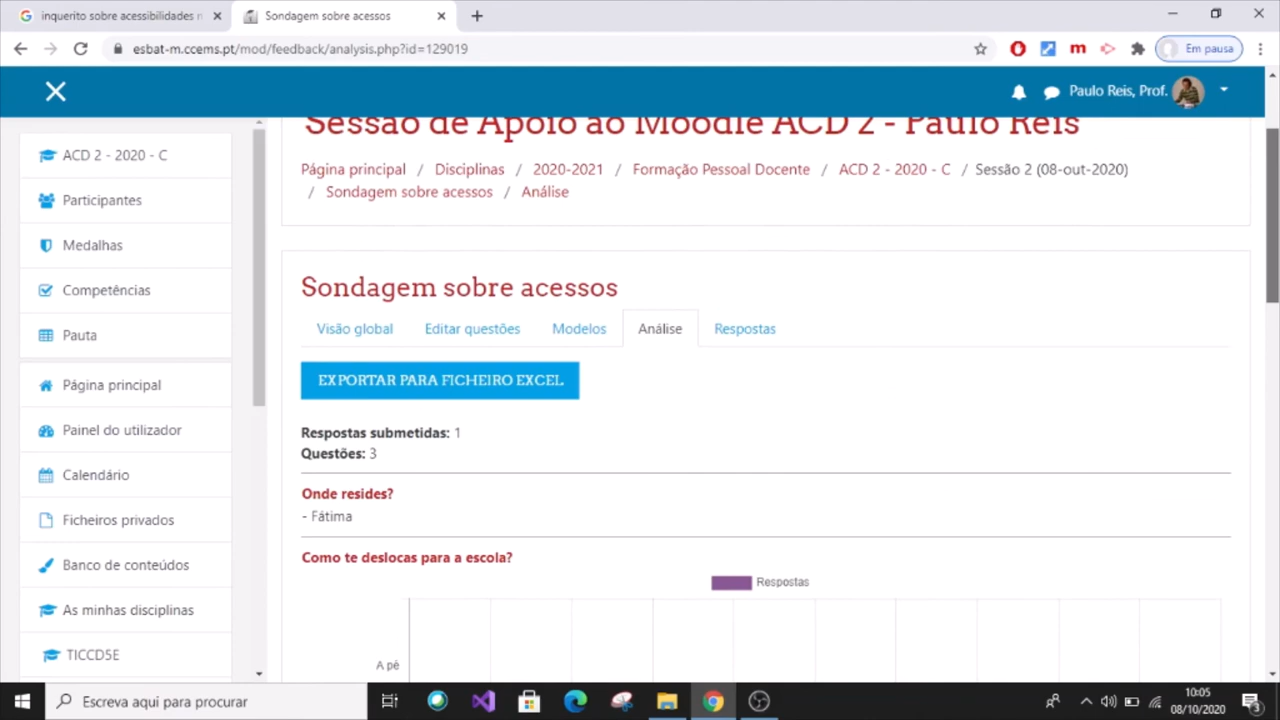 inquerito sobre acessibilidades n
Sondagem sobre acessos
esbat-m.ccems.pt/mod/feedback/analysis.php?id=129019
Em pausa
Paulo Reis, Prof.
Sessão de Apoio ao Moodle ACD 2 - Paulo Reis
Página principal / Disciplinas / 2020-2021 / Formação Pessoal Docente / ACD 2 - 2020 - C / Sessão 2 (08-out-2020)
/ Sondagem sobre acessos / Análise
ACD 2 - 2020 - C
Participantes
Medalhas
Competências
Pauta
Página principal
Painel do utilizador
Calendário
Ficheiros privados
Banco de conteúdos
As minhas disciplinas
TICCD5E
Sondagem sobre acessos
Visão global
Editar questões
Modelos
Análise
Respostas
EXPORTAR PARA FICHEIRO EXCEL
Respostas submetidas: 1
Questões: 3
Onde resides?
- Fátima
Como te deslocas para a escola?
Respostas
A pé
Escreva aqui para procurar
10:05
08/10/2020
3